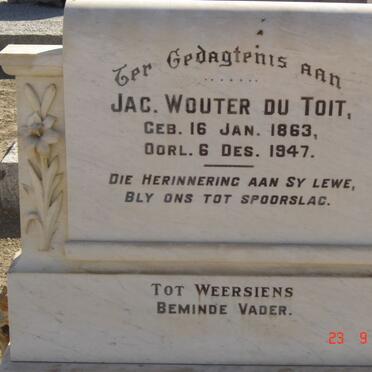 Ter Gedagtenis aan
JAC. WOUTER DU TOIT,
GEB. 16 JAN. 1863,
OORL. 6 DES. 1947.
DIE HERINNERING AAN SY LEWE,
BLY ONS TOT SPOORSLAG.
TOT WEERSIENS
BEMINDE VADER.
23 9